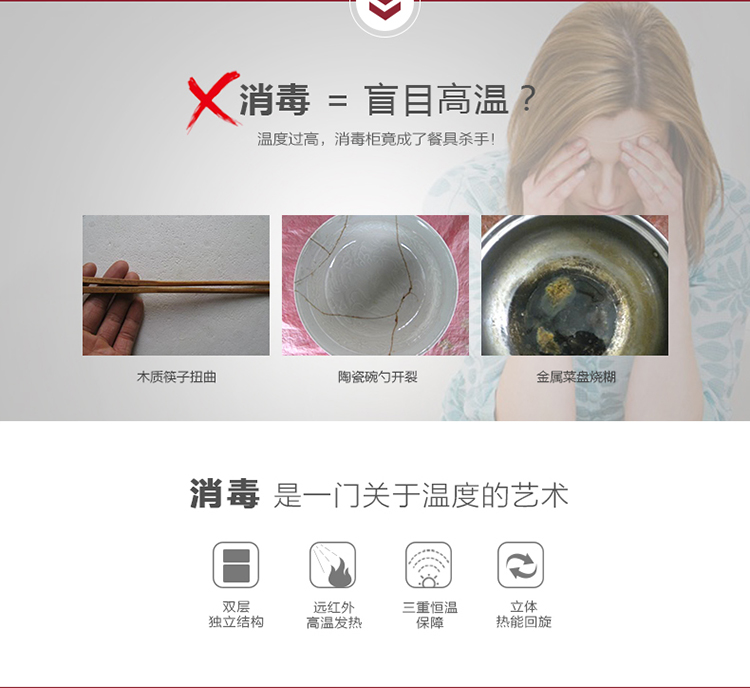 消毒 = 盲目高温？
温度过高，消毒柜竟成了餐具杀手！
木质筷子扭曲
陶瓷碗勺开裂
金属菜盘烧糊
消毒 是一门关于温度的艺术
双层
独立结构
远红外
高温发热
三重恒温
保障
立体
热能回旋